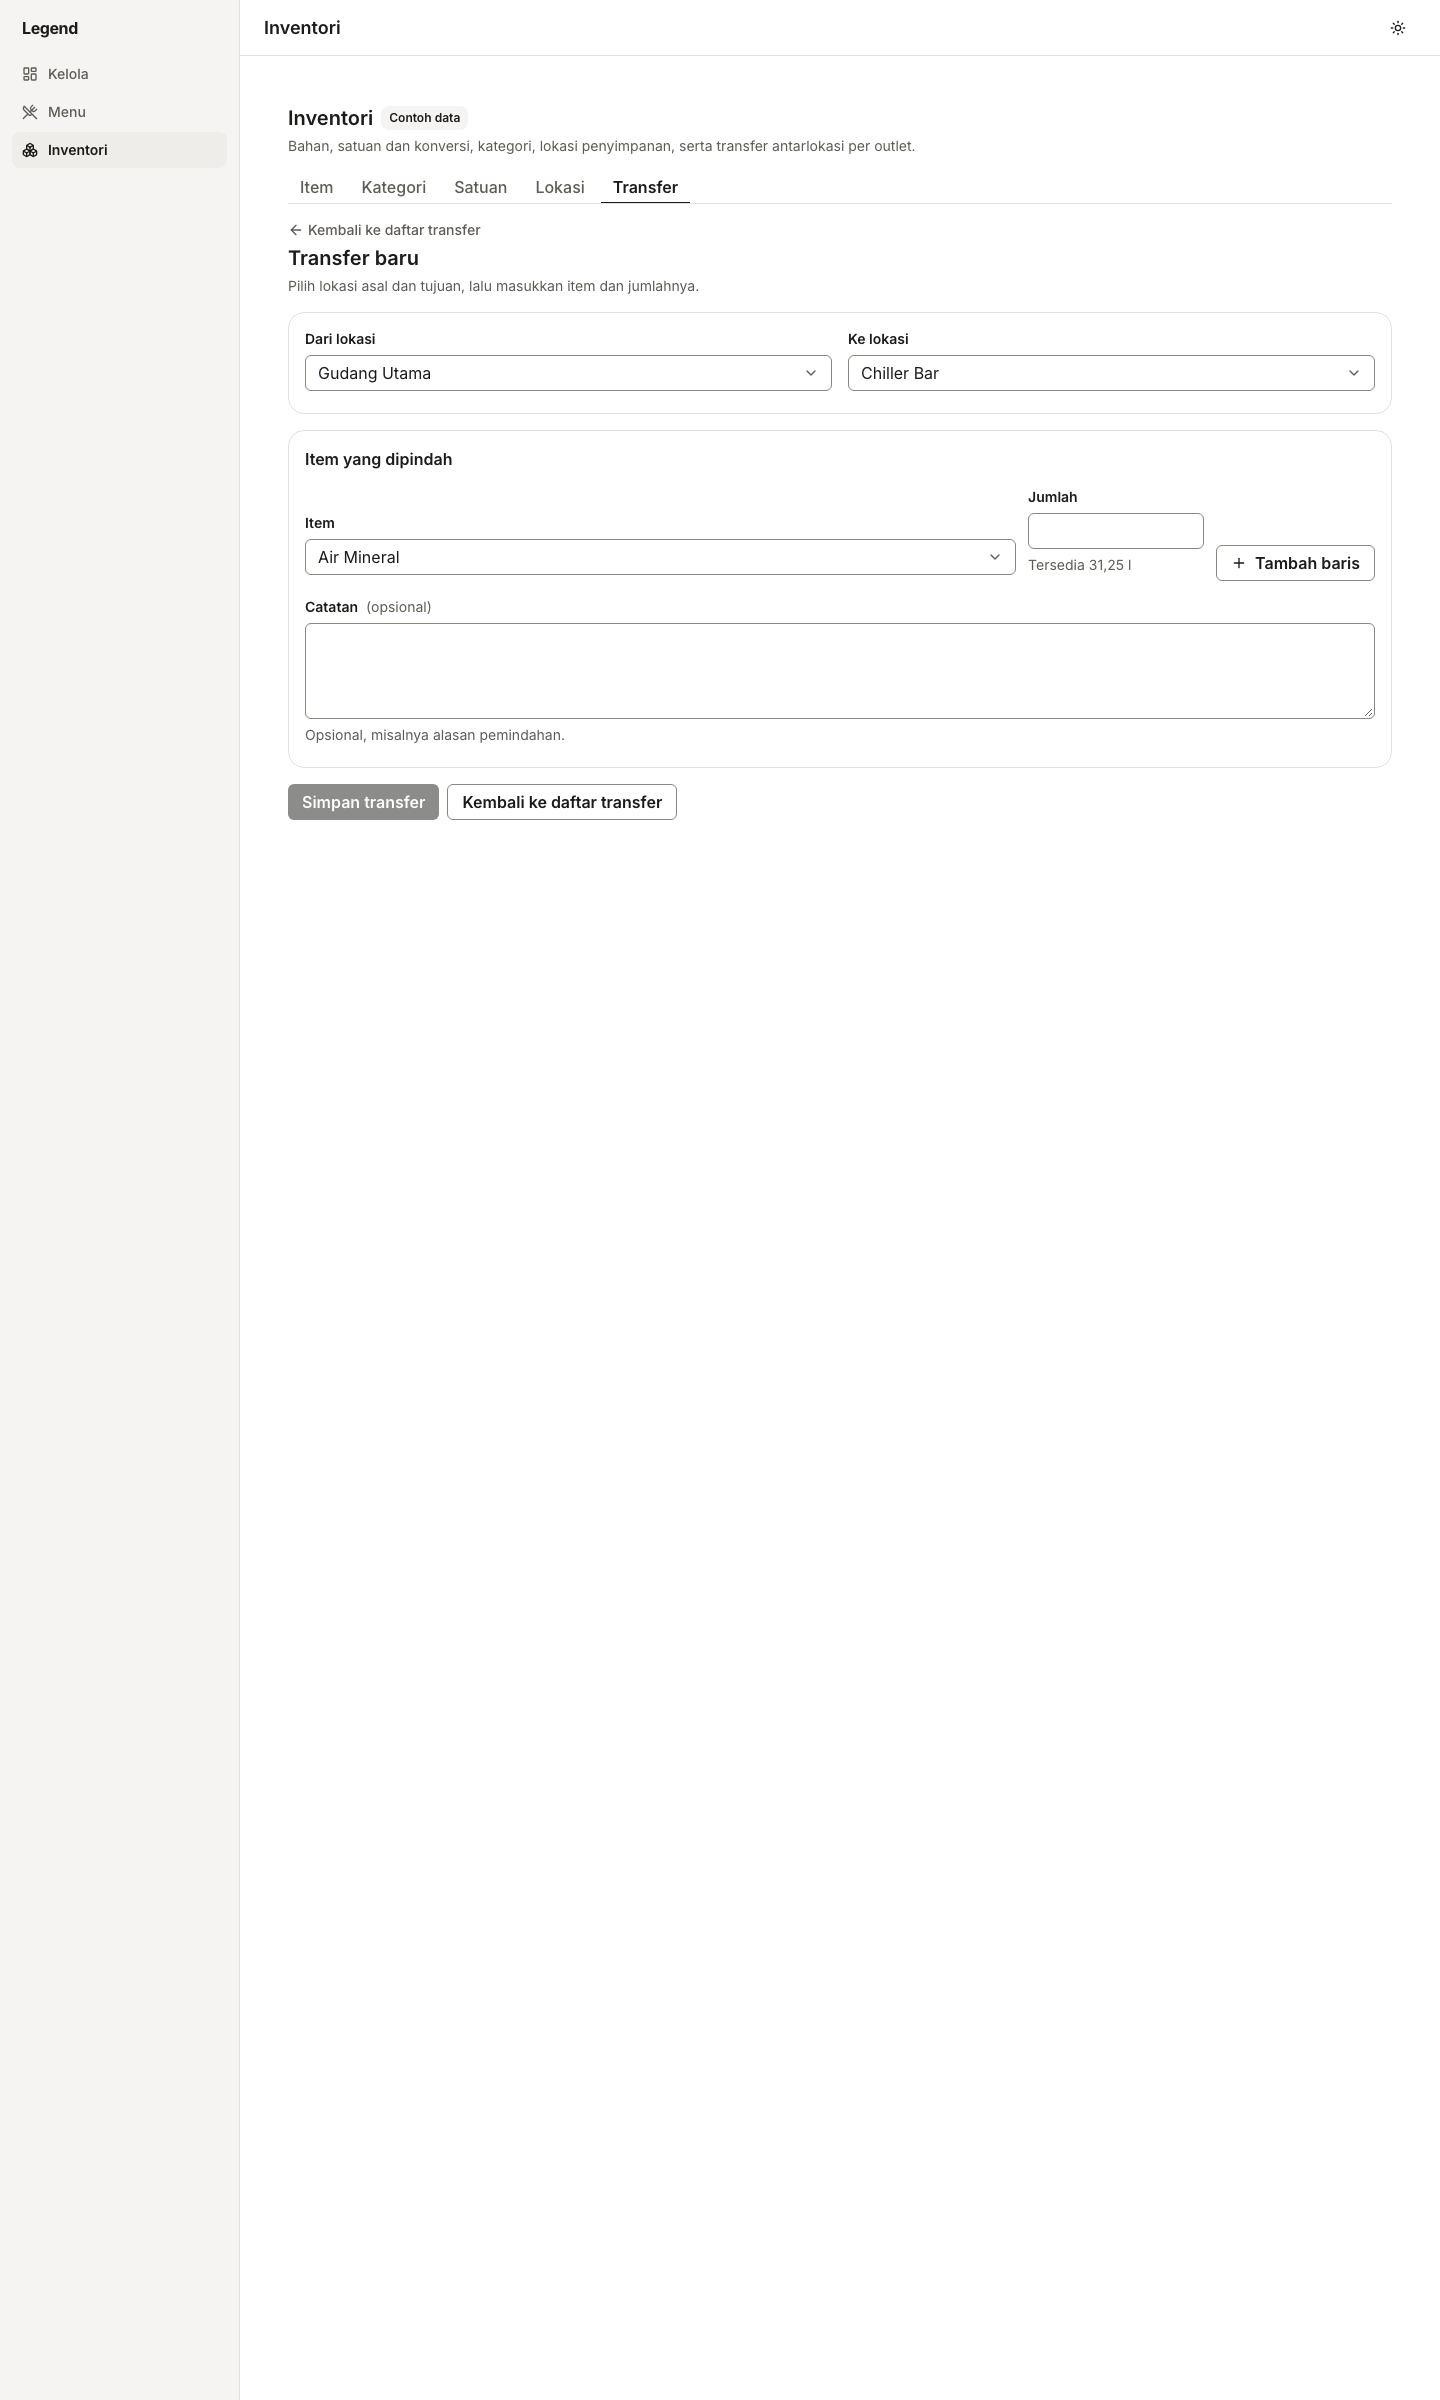 Legend
Kelola
Menu
Inventori
Inventori
Inventori
Contoh data
Bahan, satuan dan konversi, kategori, lokasi penyimpanan, serta transfer antarlokasi per outlet.
Item
Kategori
Satuan
Lokasi
Transfer
Kembali ke daftar transfer
Transfer baru
Pilih lokasi asal dan tujuan, lalu masukkan item dan jumlahnya.
Dari lokasi
Gudang Utama
Ke lokasi
Chiller Bar
Item yang dipindah
Item
Air Mineral
Jumlah
Tersedia 31,25 l
Tambah baris
Catatan (opsional)
Opsional, misalnya alasan pemindahan.
Simpan transfer
Kembali ke daftar transfer